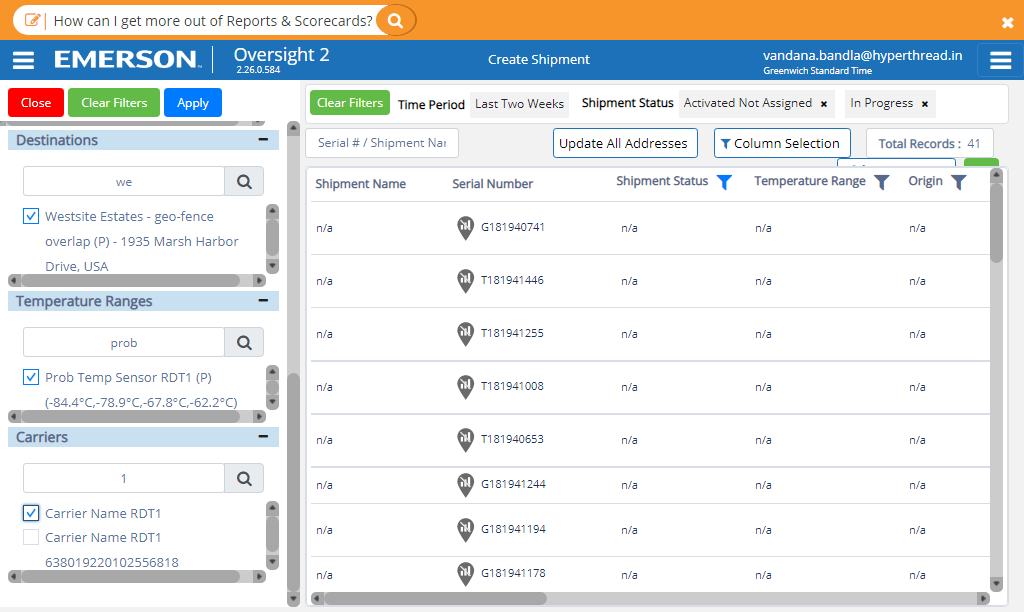 How can I get more out of Reports & Scorecards?
EMERSON
Oversight 2
2.26.0.584
Create Shipment
vandana.bandla@hyperthread.in
Greenwich Standard Time
Close
Clear Filters
Apply
Destinations
we
Westsite Estates - geo-fence
overlap (P) - 1935 Marsh Harbor
Drive, USA
Temperature Ranges
prob
Prob Temp Sensor RDT1 (P)
(-84.4°C,-78.9°C,-67.8°C,-62.2°C)
Carriers
1
Carrier Name RDT1
Carrier Name RDT1
638019220102556818
Clear Filters
Time Period
Last Two Weeks
Shipment Status
Activated Not Assigned ×
In Progress ×
Serial # / Shipment Nar
Update All Addresses
Column Selection
Total Records : 41
Shipment Name Serial Number Shipment Status Temperature Range Origin
n/a G181940741 n/a n/a n/a
n/a T181941446 n/a n/a n/a
n/a T181941255 n/a n/a n/a
n/a T181941008 n/a n/a n/a
n/a T181940653 n/a n/a n/a
n/a G181941244 n/a n/a n/a
n/a G181941194 n/a n/a n/a
n/a G181941178 n/a n/a n/a